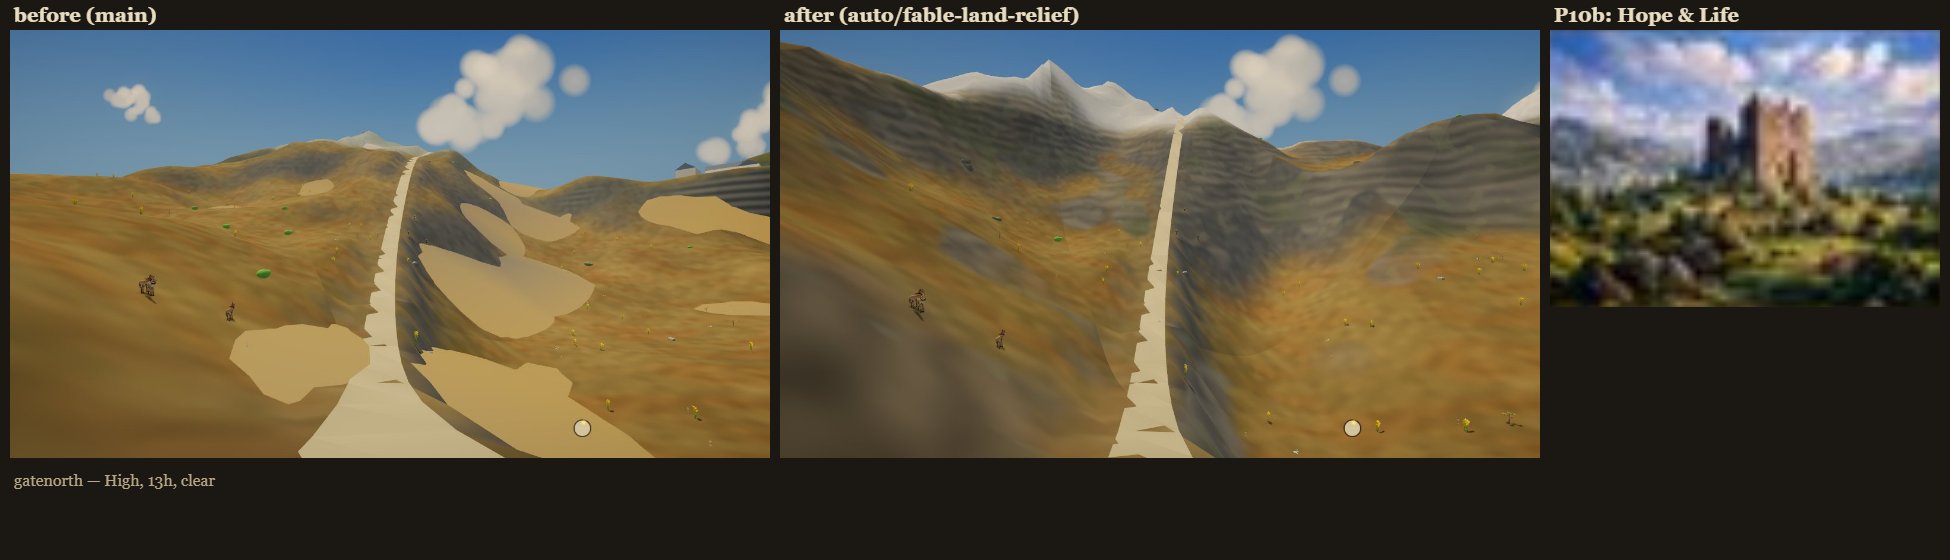 before (main)
after (auto/fable-land-relief)
P10b: Hope & Life
gatenorth — High, 13h, clear